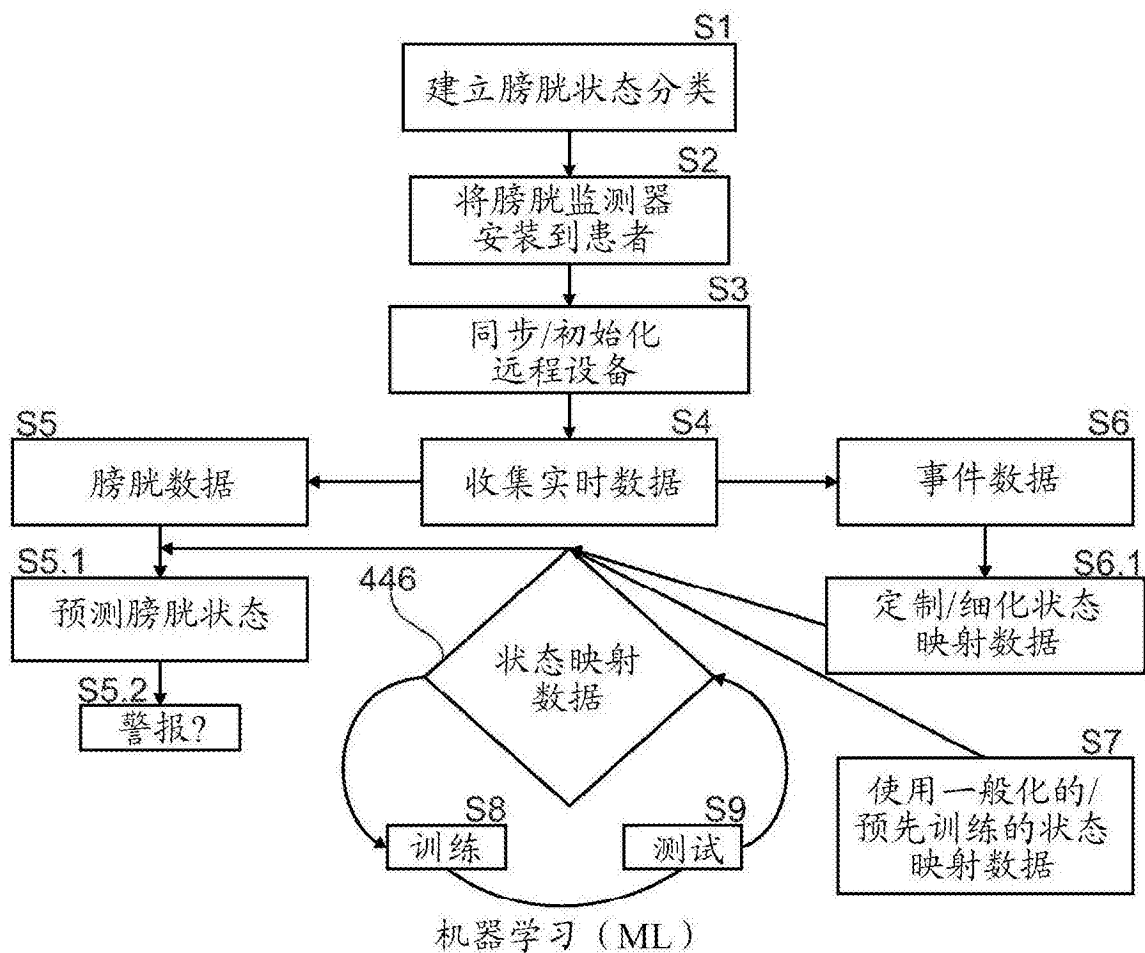 S1
建立膀胱状态分类
S2
将膀胱监测器
安装到患者
S3
同步/初始化
远程设备
S5
膀胱数据
S4
收集实时数据
S6
事件数据
S5.1
预测膀胱状态
446
状态映射
数据
S6.1
定制/细化状态
映射数据
S5.2
警报?
S7
使用一般化的/
预先训练的状态
映射数据
S8
训练
S9
测试
机器学习（ML）